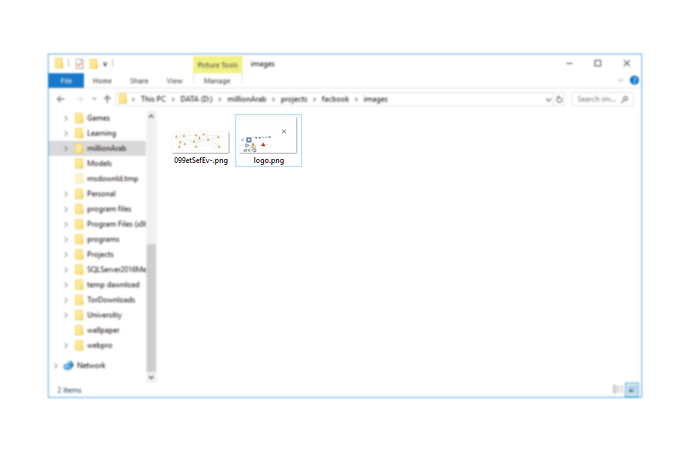 Picture Tools images
File Home Share View Manage
This PC > DATA (D:) > millionArab > projects > facbook > images
Search im...
Games
Learning
millionArab
Models
msdownld.tmp
Personal
program files
Program Files (x8
programs
Projects
SQLServer2016Me
temp dawnload
TorDownloads
Universitiy
wallpaper
webpro
Network
099etSefEv-.png
logo.png
2 items